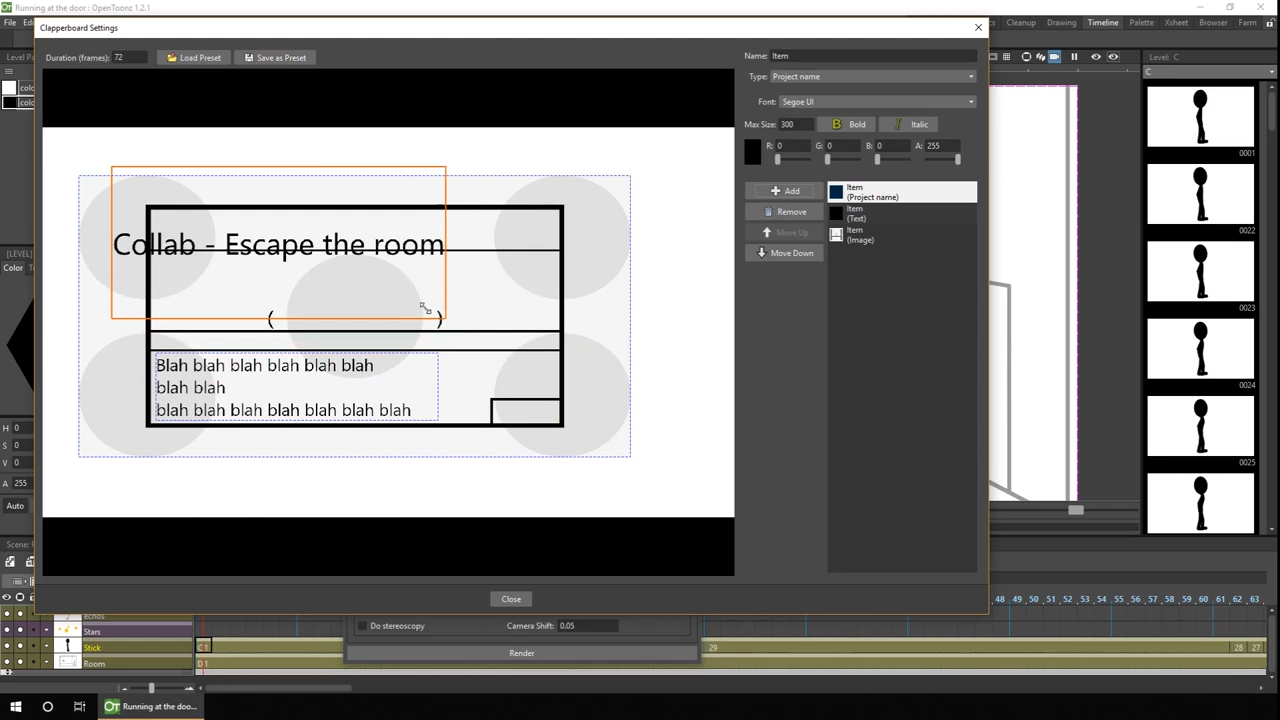 Running at the door : OpenToonz 1.2.1
File
Cleanup
Drawing
Timeline
Palette
Xsheet
Browser
Farm
Clapperboard Settings
Duration (frames): 72
Load Preset
Save as Preset
Name: Item
Type: Project name
Font: Segoe UI
Max Size: 300
B Bold
I Italic
R: 0
G: 0
B: 0
A: 255
Add
Remove
Move Up
Move Down
Item
(Project name)
Item
(Text)
Item
(Image)
Collab - Escape the room
( )
Blah blah blah blah blah blah
blah blah
blah blah blah blah blah blah blah
Close
Level: C
C
0001
0022
0023
0024
0025
[LEVEL]
Color
H 0
S 0
V 0
A 255
Auto
Do stereoscopy
Camera Shift: 0.05
Render
48 49 50 51 52 53 54 55 56 57 58 59 60 61 62 63
echos
Stars
Stick
C 1
29
28
27
Room
D 1
Running at the doo...